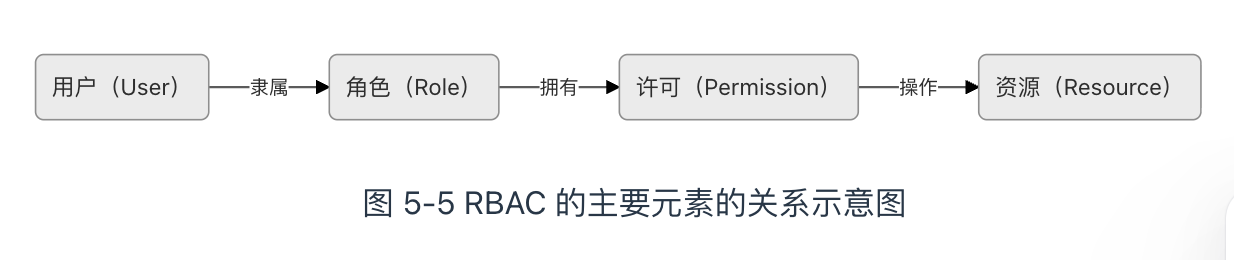 用户（User） 隶属 角色（Role） 拥有 许可（Permission） 操作 资源（Resource）
图 5-5 RBAC 的主要元素的关系示意图